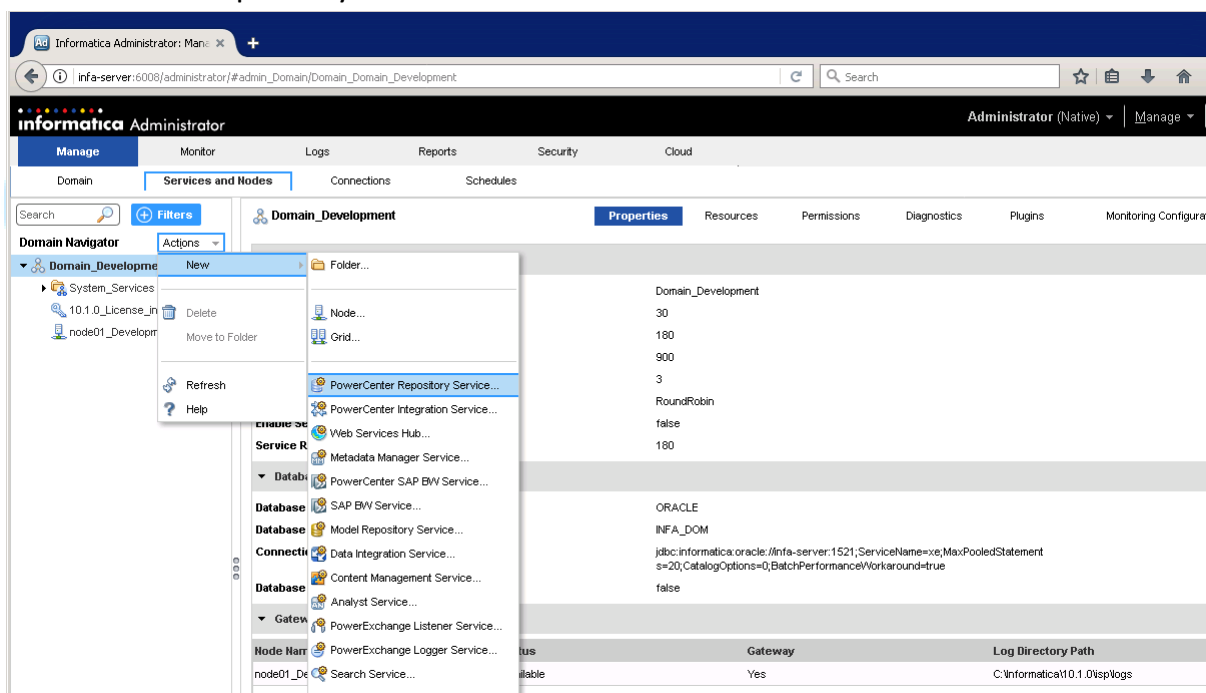 Informatica Administrator: Mana
infa-server:6008/administrator/#admin_Domain/Domain_Domain_Development
Search
informatica Administrator
Administrator (Native)
Manage
Manage Monitor Logs Reports Security Cloud
Domain Services and Nodes Connections Schedules
Search Filters
Domain_Development Properties Resources Permissions Diagnostics Plugins Monitoring Configura
Domain Navigator Actions
Domain_Developme
System_Services
10.1.0_License_in
node01_Developm
New
Delete
Move to Folder
Refresh
Help
Folder...
Node...
Grid...
PowerCenter Repository Service...
PowerCenter Integration Service...
Web Services Hub...
Metadata Manager Service...
PowerCenter SAP BW Service...
SAP BW Service...
Model Repository Service...
Data Integration Service...
Content Management Service...
Analyst Service...
PowerExchange Listener Service...
PowerExchange Logger Service...
Search Service...
Domain_Development
30
180
900
3
RoundRobin
Enable Se false
Service R 180
Databa
Database ORACLE
Database INFA_DOM
Connecti jdbc:informatica:oracle://infa-server:1521;ServiceName=xe;MaxPooledStatement
s=20;CatalogOptions=0;BatchPerformanceWorkaround=true
Database false
Gatew
Node Nam tus Gateway Log Directory Path
node01_De ailable Yes C:\Informatica\10.1.0\isp\logs